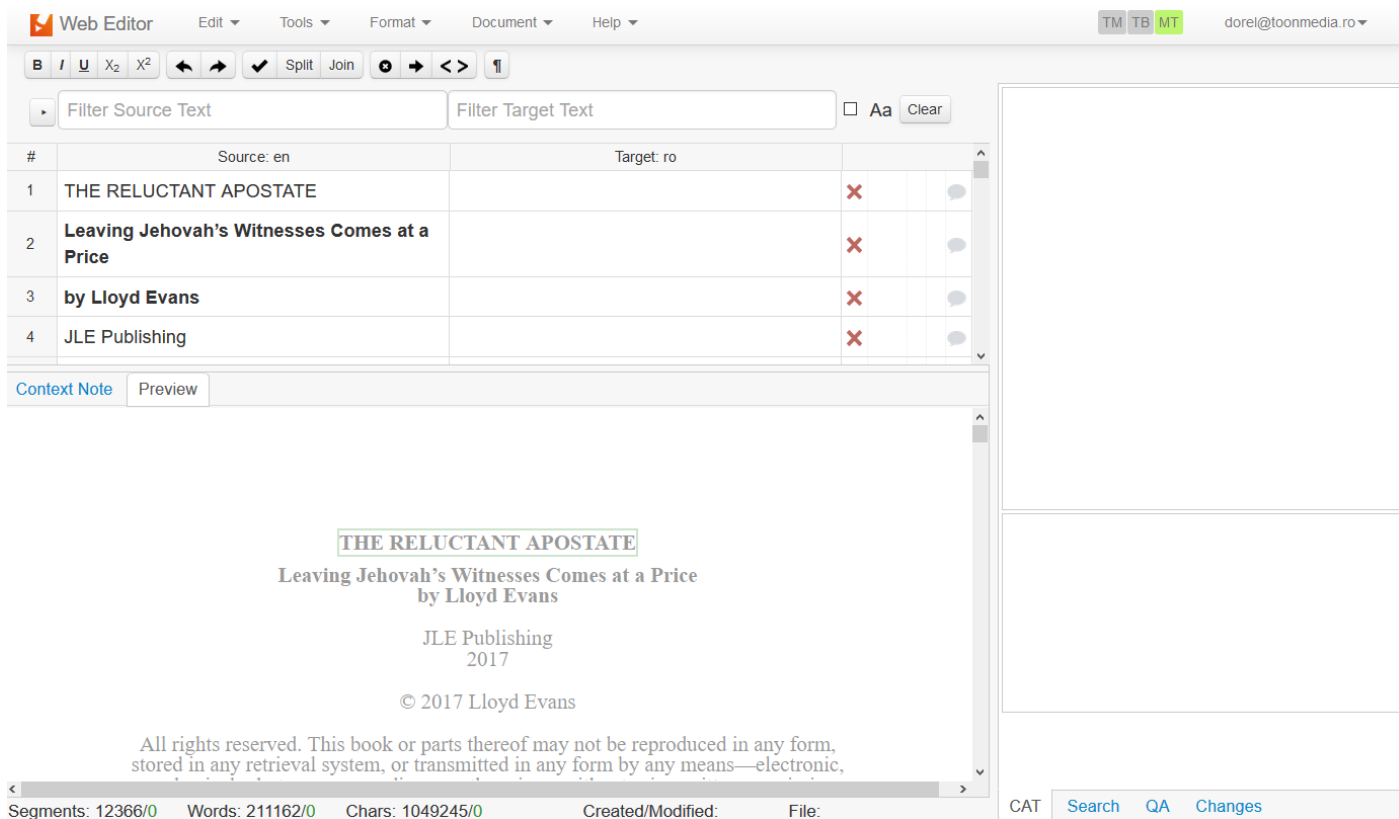 Web Editor Edit Tools Format Document Help TM TB MT dorel@toonmedia.ro
B I U X2 X2 Split Join < > ¶
Filter Source Text Filter Target Text Aa Clear
# Source: en Target: ro
1 THE RELUCTANT APOSTATE
2 Leaving Jehovah’s Witnesses Comes at a
Price
3 by Lloyd Evans
4 JLE Publishing
Context Note Preview
THE RELUCTANT APOSTATE
Leaving Jehovah’s Witnesses Comes at a Price
by Lloyd Evans
JLE Publishing
2017
© 2017 Lloyd Evans
All rights reserved. This book or parts thereof may not be reproduced in any form,
stored in any retrieval system, or transmitted in any form by any means—electronic,
Segments: 12366/0 Words: 211162/0 Chars: 1049245/0 Created/Modified: File:
CAT Search QA Changes